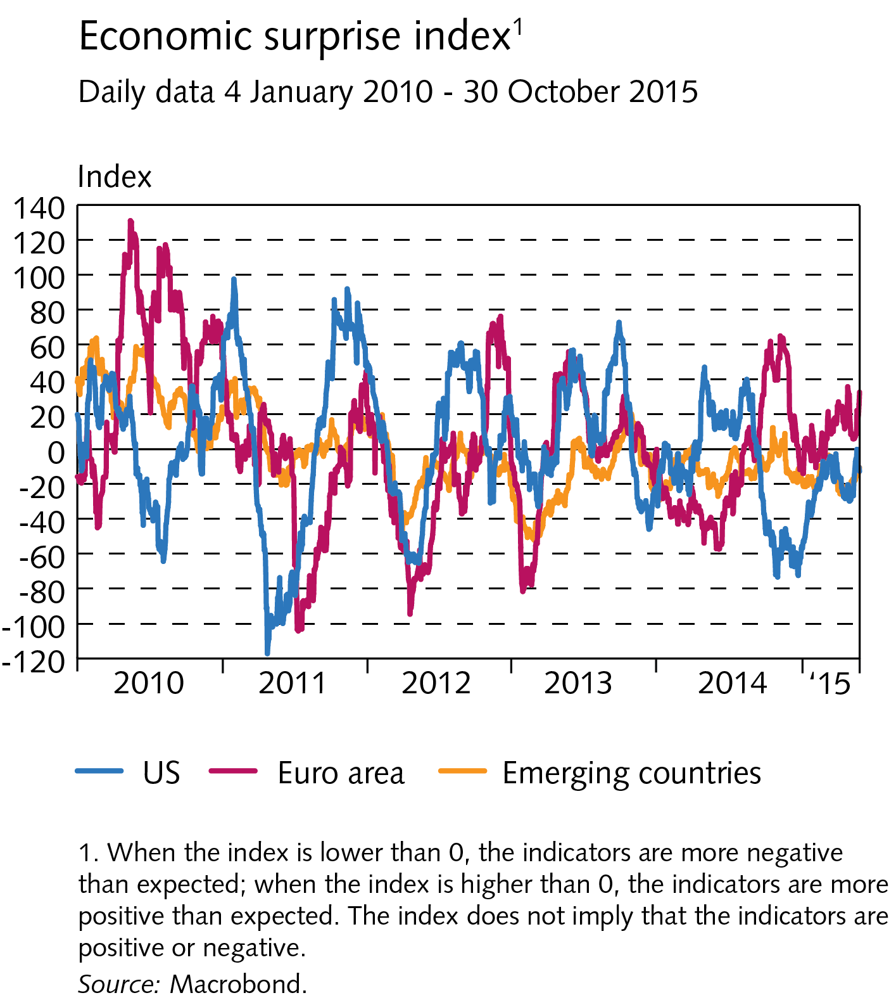 Economic surprise index¹
Daily data 4 January 2010 - 30 October 2015
Index
140
120
100
80
60
40
20
0
-20
-40
-60
-80
-100
-120
2010 2011 2012 2013 2014 ‘15
US Euro area Emerging countries
1. When the index is lower than 0, the indicators are more negative
than expected; when the index is higher than 0, the indicators are more
positive than expected. The index does not imply that the indicators are
positive or negative.
Source: Macrobond.